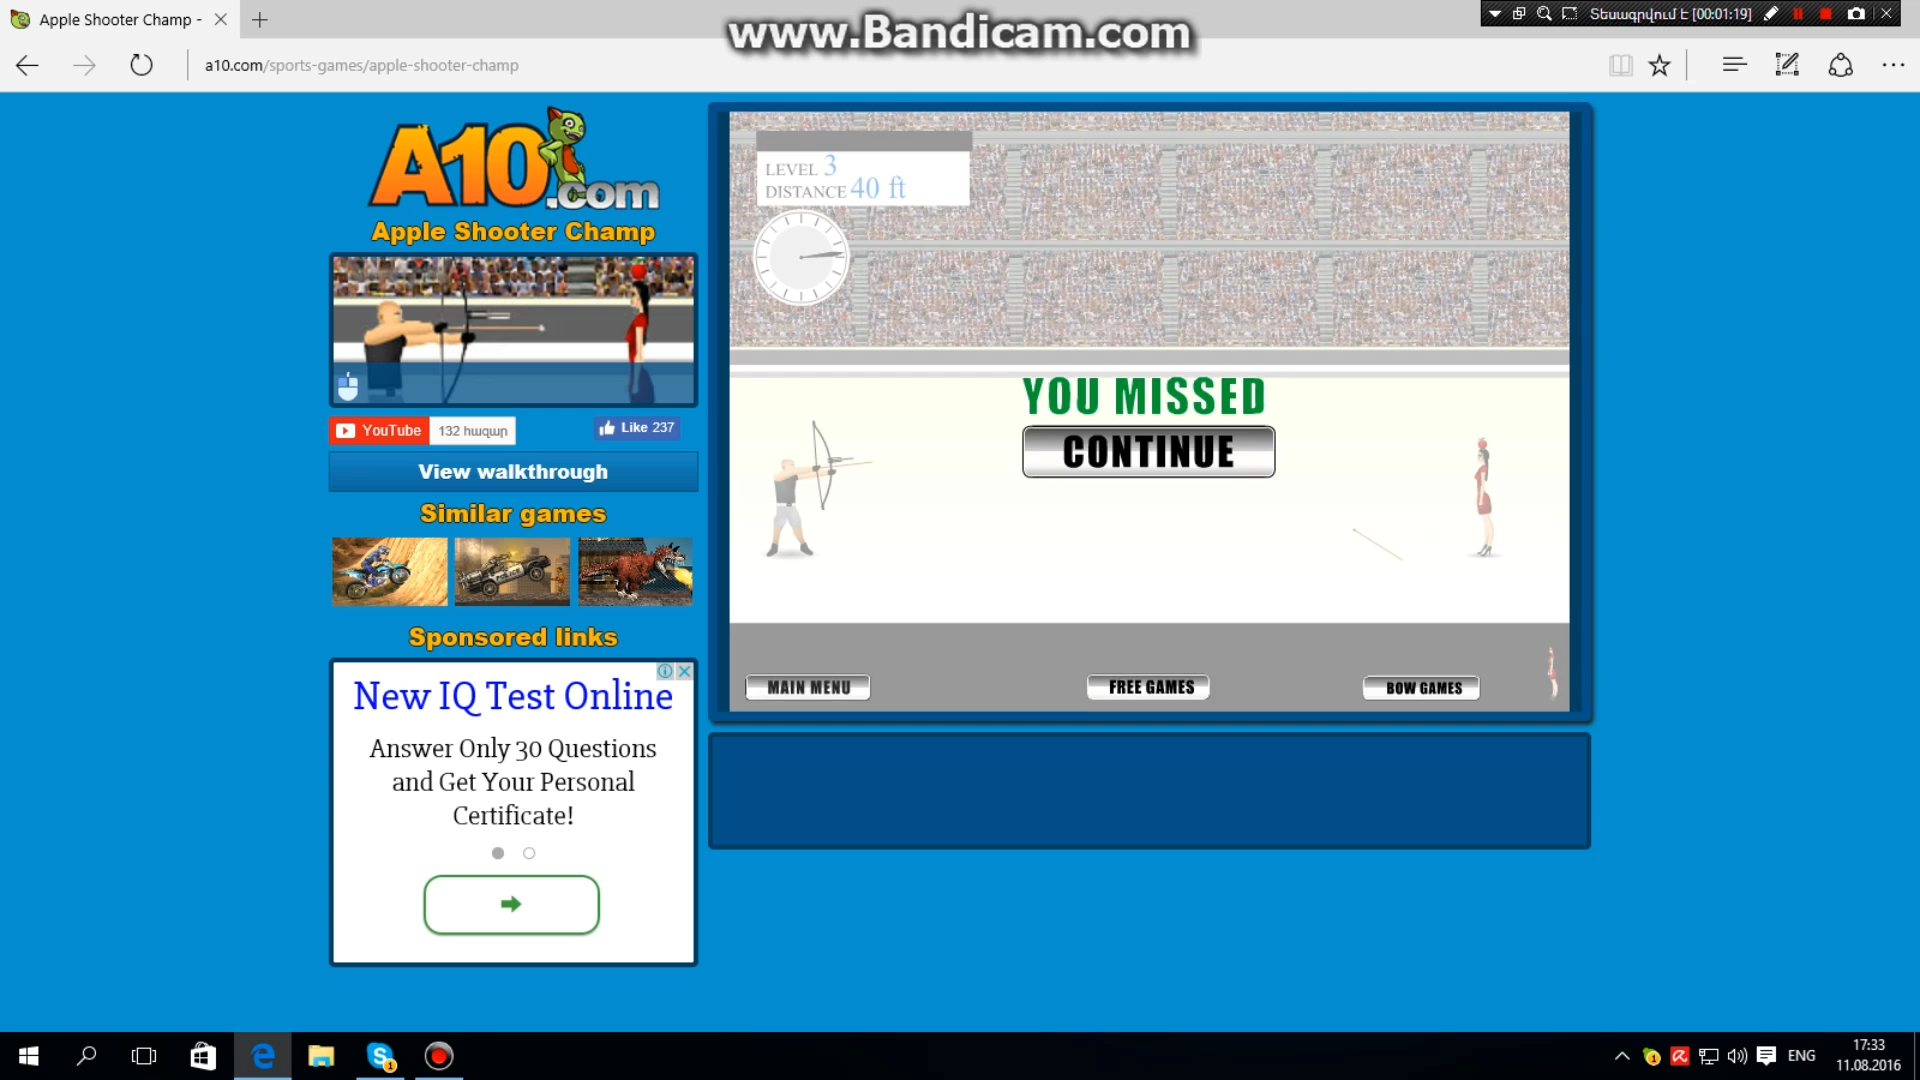 Apple Shooter Champ -
www.Bandicam.com
Տեսագրվում է [00:01:19]
a10.com/sports-games/apple-shooter-champ
A10.com
Apple Shooter Champ
YouTube 132 հազար
Like 237
View walkthrough
Similar games
Sponsored links
New IQ Test Online
Answer Only 30 Questions
and Get Your Personal
Certificate!
LEVEL 3
DISTANCE 40 ft
YOU MISSED
CONTINUE
MAIN MENU
FREE GAMES
BOW GAMES
ENG
17:33
11.08.2016